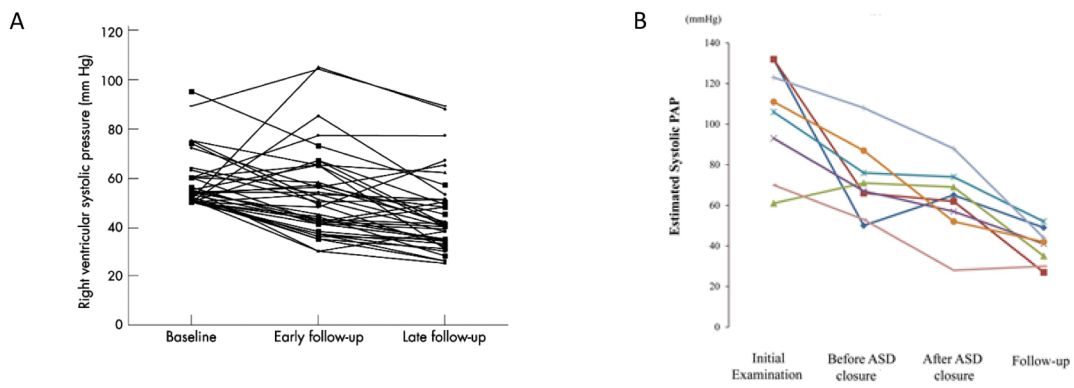 A
Right ventricular systolic pressure (mm Hg)
120
100
80
60
40
20
0
Baseline
Early follow-up
Late follow-up
B
(mmHg)
Estimated Systolic PAP
140
120
100
80
60
40
20
0
Initial
Examination
Before ASD
closure
After ASD
closure
Follow-up